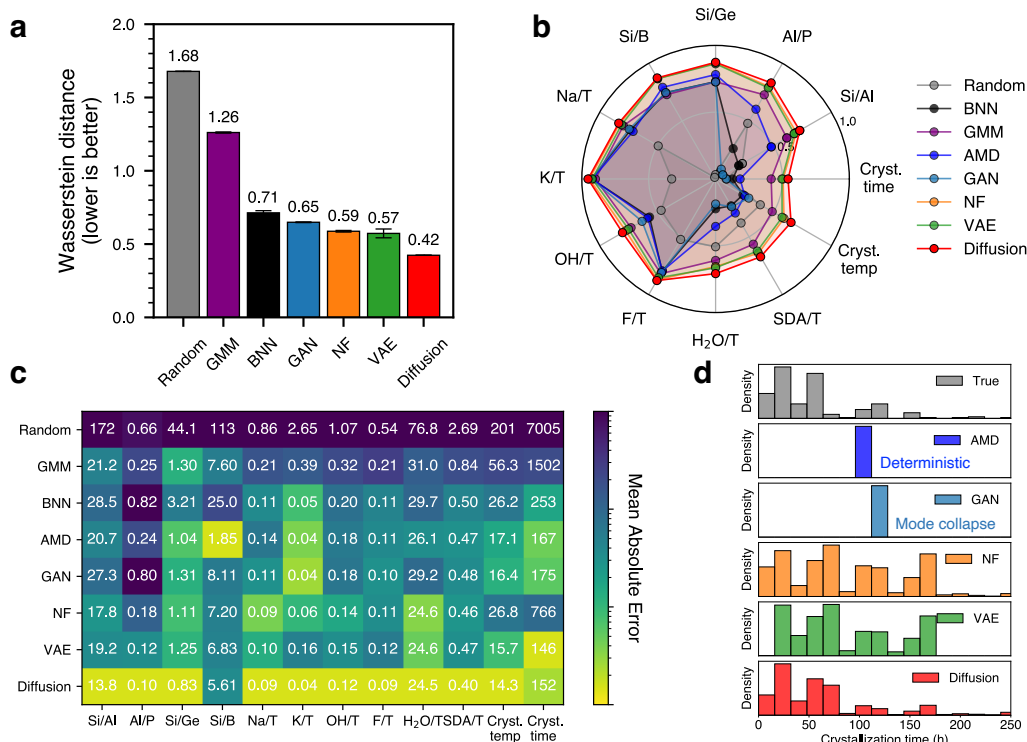 a
Wasserstein distance
(lower is better)
2.0
1.5
1.0
0.5
0.0
1.68
1.26
0.71
0.65
0.59
0.57
0.42
Random
GMM
BNN
GAN
NF
VAE
Diffusion
b
Si/Ge
Al/P
Si/Al
Cryst.
time
Cryst.
temp
SDA/T
H₂O/T
F/T
OH/T
K/T
Na/T
Si/B
1.0
0.5
Random
BNN
GMM
AMD
GAN
NF
VAE
Diffusion
c
Random 172 0.66 44.1 113 0.86 2.65 1.07 0.54 76.8 2.69 201 7005
GMM 21.2 0.25 1.30 7.60 0.21 0.39 0.32 0.21 31.0 0.84 56.3 1502
BNN 28.5 0.82 3.21 25.0 0.11 0.05 0.20 0.11 29.7 0.50 26.2 253
AMD 20.7 0.24 1.04 1.85 0.14 0.04 0.18 0.11 26.1 0.47 17.1 167
GAN 27.3 0.80 1.31 8.11 0.11 0.04 0.18 0.10 29.2 0.48 16.4 175
NF 17.8 0.18 1.11 7.20 0.09 0.06 0.14 0.11 24.6 0.46 26.8 766
VAE 19.2 0.12 1.25 6.83 0.10 0.16 0.15 0.12 24.6 0.47 15.7 146
Diffusion 13.8 0.10 0.83 5.61 0.09 0.04 0.12 0.09 24.5 0.40 14.3 152
Si/Al Al/P Si/Ge Si/B Na/T K/T OH/T F/T H₂O/T SDA/T Cryst. Cryst.
temp time
Mean Absolute Error
d
Density
True
Density
AMD
Deterministic
Density
GAN
Mode collapse
Density
NF
Density
VAE
Density
Diffusion
0 50 100 150 200 250
Crystallization time (h)